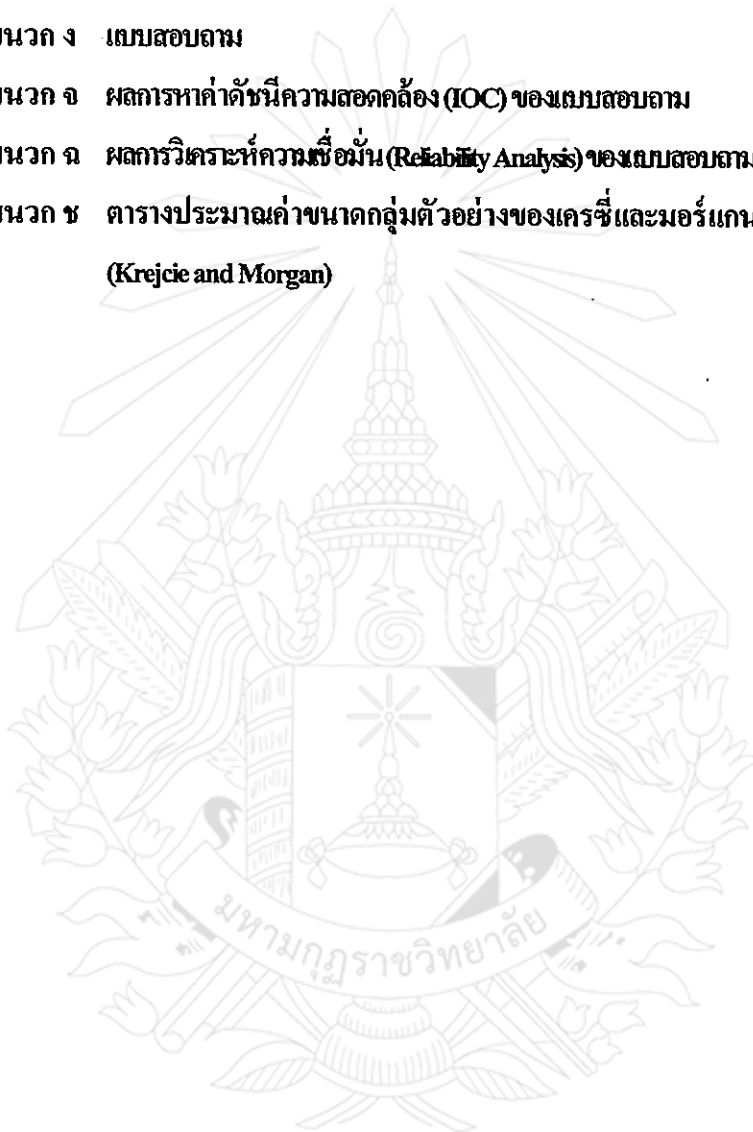 ผนวก ง แบบสอบถาม
ผนวก จ ผลการหาค่าดัชนีความสอดคล้อง (IOC) ของแบบสอบถาม
ผนวก ฉ ผลการวิเคราะห์ความเชื่อมั่น (Reliability Analysis) ของแบบสอบถาม
ผนวก ช ตารางประมาณค่าขนาดกลุ่มตัวอย่างของเครซี่และมอร์แกน
(Krejcie and Morgan)
มหามกุฏราชวิทยาลัย